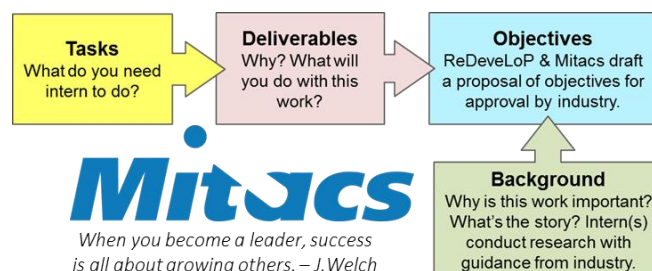 Tasks
What do you need
intern to do?
Deliverables
Why? What will
you do with this
work?
Objectives
ReDeveLoP & Mitacs draft
a proposal of objectives for
approval by industry.
Mitacs
When you become a leader, success
is all about growing others. – J.Welch
Background
Why is this work important?
What's the story? Intern(s)
conduct research with
guidance from industry.